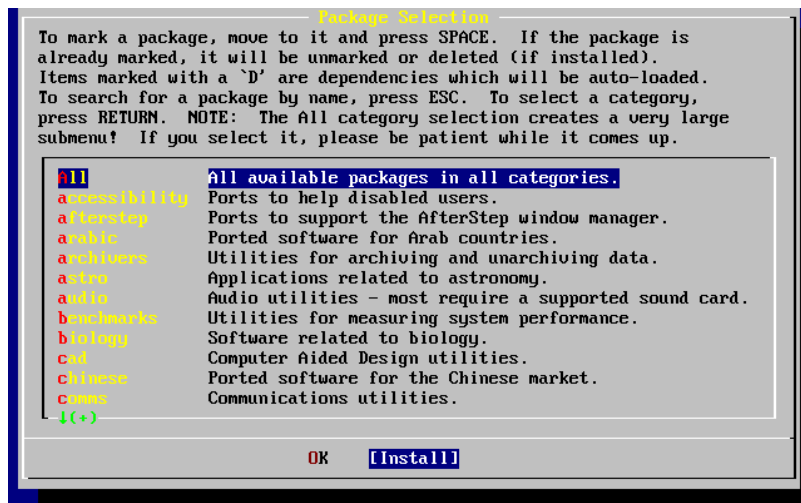 Package Selection
To mark a package, move to it and press SPACE.  If the package is
already marked, it will be unmarked or deleted (if installed).
Items marked with a `D' are dependencies which will be auto-loaded.
To search for a package by name, press ESC.  To select a category,
press RETURN.  NOTE:  The All category selection creates a very large
submenu!  If you select it, please be patient while it comes up.
All All available packages in all categories.
accessibility Ports to help disabled users.
afterstep Ports to support the AfterStep window manager.
arabic Ported software for Arab countries.
archivers Utilities for archiving and unarchiving data.
astro Applications related to astronomy.
audio Audio utilities - most require a supported sound card.
benchmarks Utilities for measuring system performance.
biology Software related to biology.
cad Computer Aided Design utilities.
chinese Ported software for the Chinese market.
comms Communications utilities.
↓(+)
OK [Install]